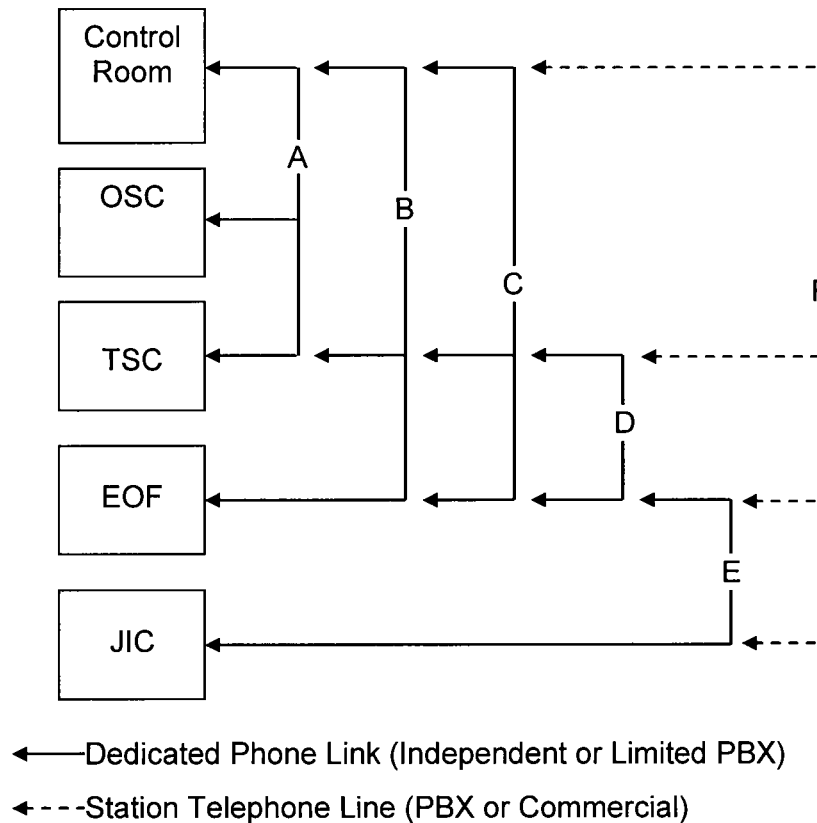 Control
Room
A
OSC
B
C
TSC
D
EOF
E
JIC
Dedicated Phone Link (Independent or Limited PBX)
Station Telephone Line (PBX or Commercial)